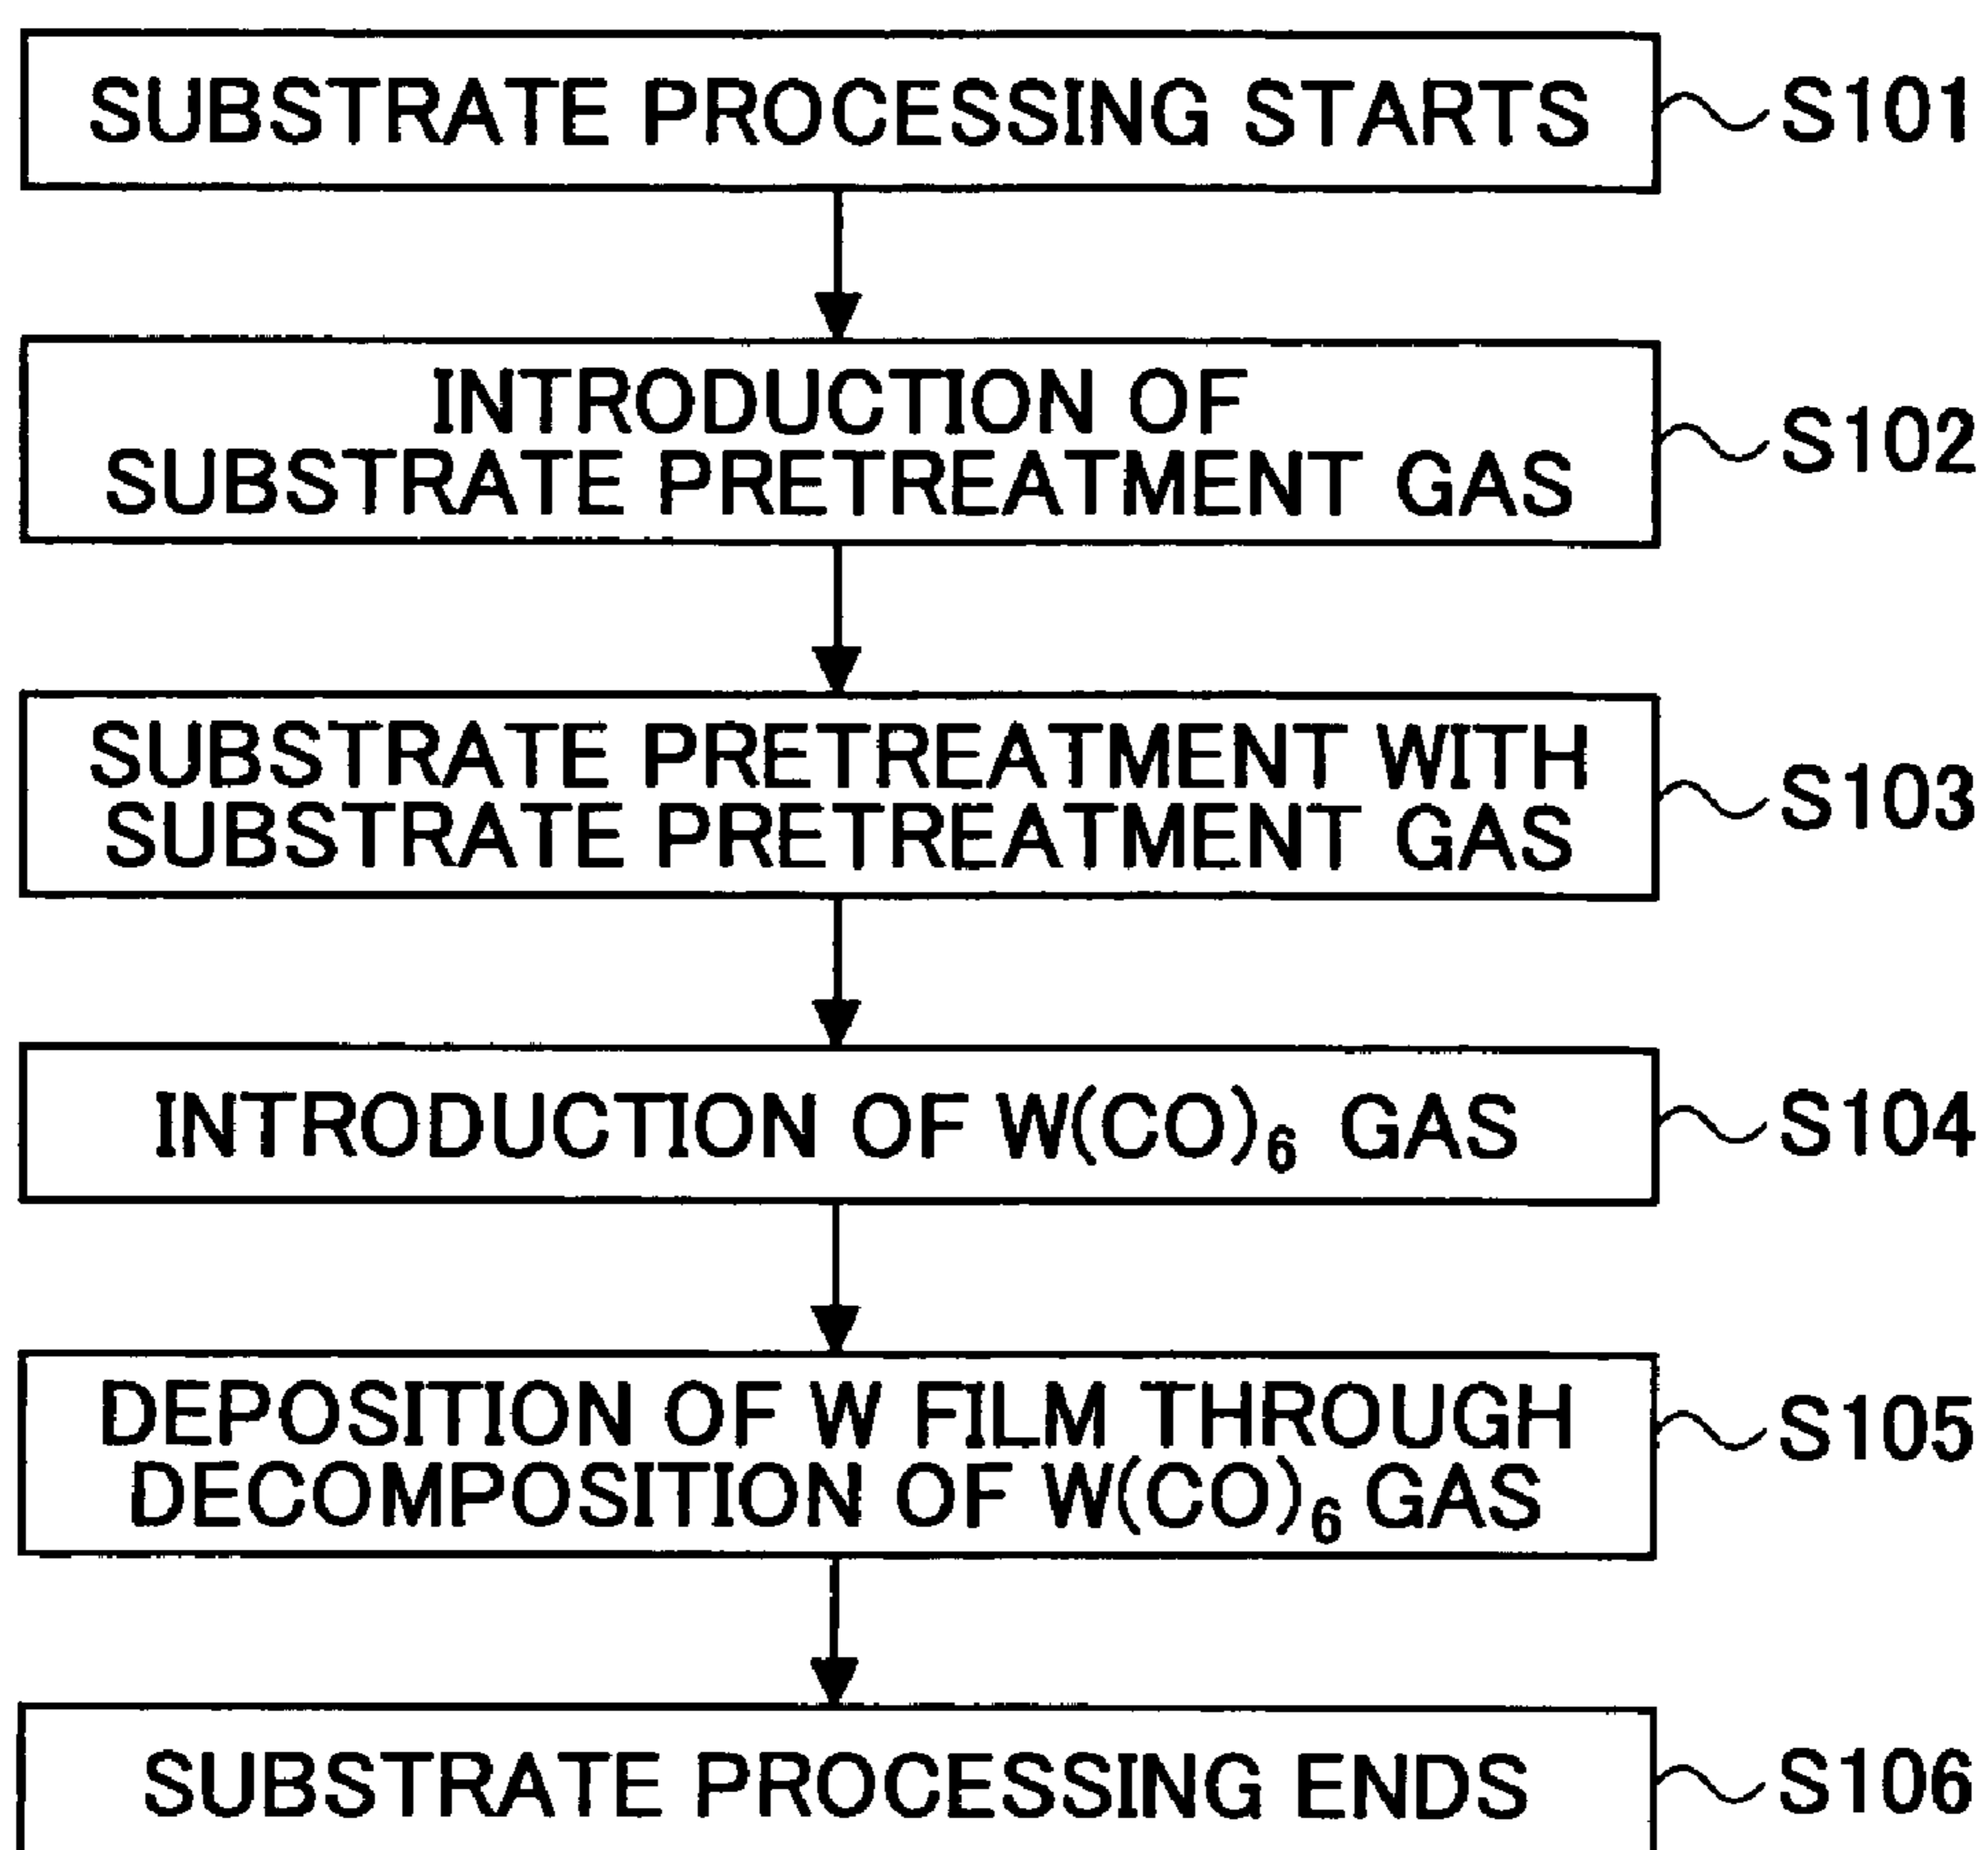 SUBSTRATE PROCESSING STARTS
S101
INTRODUCTION OF
SUBSTRATE PRETREATMENT GAS
S102
SUBSTRATE PRETREATMENT WITH
SUBSTRATE PRETREATMENT GAS
S103
INTRODUCTION OF W(CO)₆ GAS
S104
DEPOSITION OF W FILM THROUGH
DECOMPOSITION OF W(CO)₆ GAS
S105
SUBSTRATE PROCESSING ENDS
S106